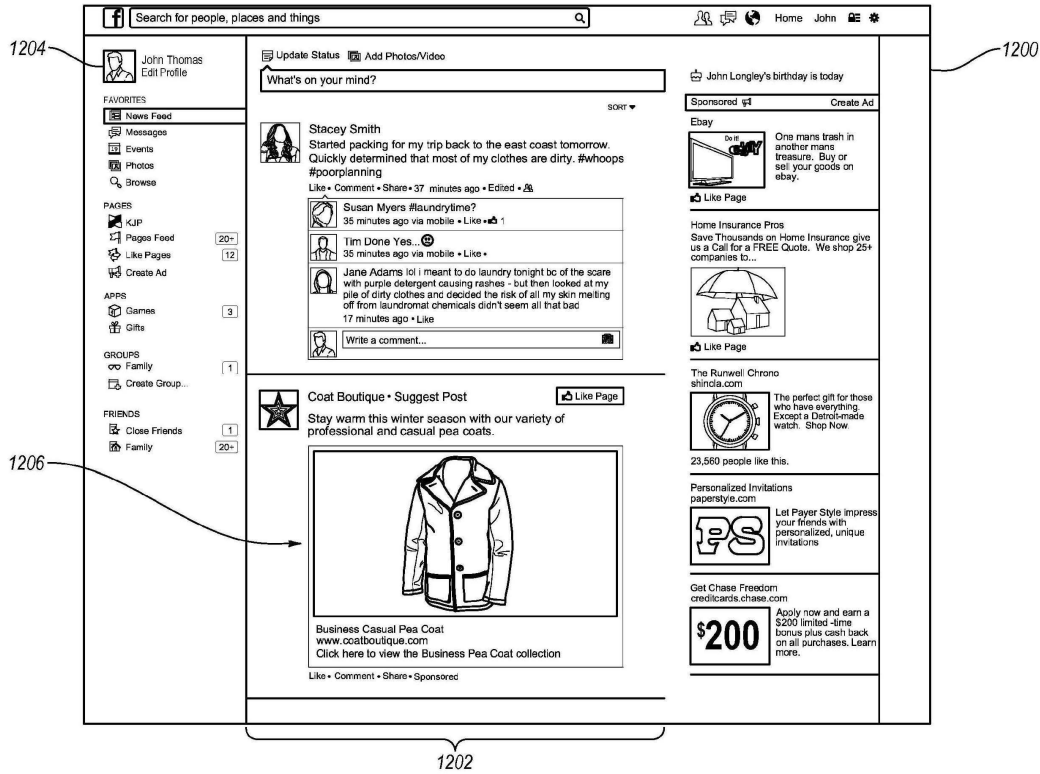 f Search for people, places and things Home John
1204
1200
John Thomas
Edit Profile
FAVORITES
News Feed
Messages
Events
Photos
Browse
PAGES
KJP
Pages Feed 20+
Like Pages 12
Create Ad
APPS
Games 3
Gifts
GROUPS
Family 1
Create Group...
FRIENDS
Close Friends 1
Family 20+
1206
Update Status Add Photos/Video
What's on your mind?
SORT
Stacey Smith
Started packing for my trip back to the east coast tomorrow.
Quickly determined that most of my clothes are dirty. #whoops
#poorplanning
Like • Comment • Share • 37 minutes ago • Edited •
Susan Myers #laundrytime?
35 minutes ago via mobile • Like • 1
Tim Done Yes...
35 minutes ago via mobile • Like •
Jane Adams lol i meant to do laundry tonight bc of the scare
with purple detergent causing rashes - but then looked at my
pile of dirty clothes and decided the risk of all my skin melting
off from laundromat chemicals didn't seem all that bad
17 minutes ago • Like
Write a comment...
Coat Boutique • Suggest Post Like Page
Stay warm this winter season with our variety of
professional and casual pea coats.
Business Casual Pea Coat
www.coatboutique.com
Click here to view the Business Pea Coat collection
Like • Comment • Share • Sponsored
1202
John Longley's birthday is today
Sponsored Create Ad
Ebay
Do it!
ebay
One mans trash in
another mans
treasure. Buy or
sell your goods on
ebay.
Like Page
Home Insurance Pros
Save Thousands on Home Insurance give
us a Call for a FREE Quote. We shop 25+
companies to...
Like Page
The Runwell Chrono
shinola.com
The perfect gift for those
who have everything.
Except a Detroit-made
watch. Shop Now.
23,560 people like this.
Personalized Invitations
paperstyle.com
PS
Let Payer Style impress
your friends with
personalized, unique
invitations
Get Chase Freedom
creditcards.chase.com
$200
Apply now and earn a
$200 limited -time
bonus plus cash back
on all purchases. Learn
more.